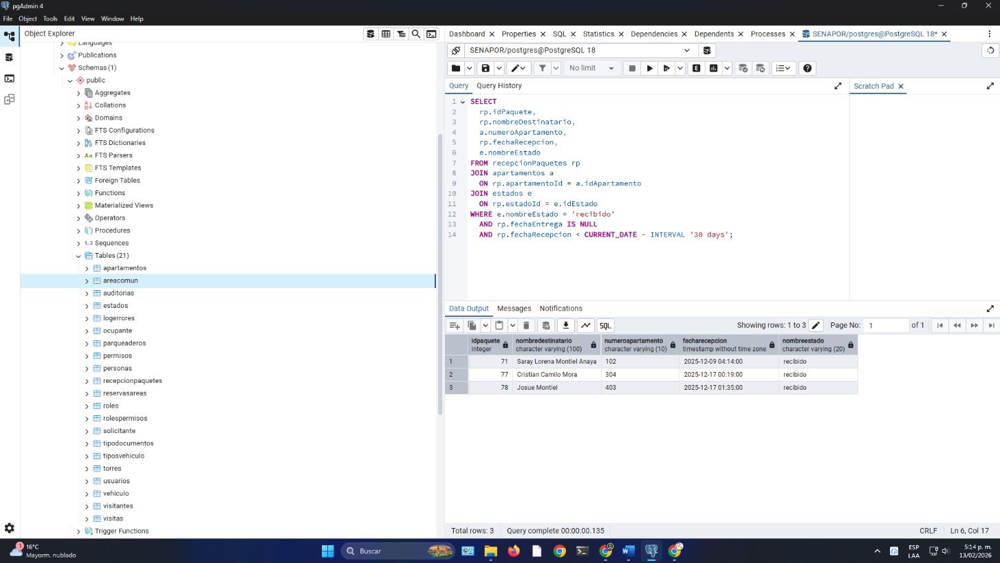 pgAdmin 4
File Object Tools Edit View Window Help
Object Explorer
Languages
Publications
Schemas (1)
public
Aggregates
Collations
Domains
FTS Configurations
FTS Dictionaries
Aa FTS Parsers
FTS Templates
Foreign Tables
Functions
Materialized Views
Operators
Procedures
1..3 Sequences
Tables (21)
apartamentos
areacomun
auditorias
estados
logerrores
ocupante
parqueaderos
permisos
personas
recepcionpaquetes
reservasareas
roles
rolespermisos
solicitante
tipodocumentos
tiposvehiculo
torres
usuarios
vehiculo
visitantes
visitas
Trigger Functions
Dashboard Properties SQL Statistics Dependencies Dependents Processes SENAPOR/postgres@PostgreSQL 18*
SENAPOR/postgres@PostgreSQL 18
No limit
E
Query Query History
Scratch Pad
1 SELECT
2 rp.idPaquete,
3 rp.nombreDestinatario,
4 a.numeroApartamento,
5 rp.fechaRecepcion,
6 e.nombreEstado
7 FROM recepcionPaquetes rp
8 JOIN apartamentos a
9 ON rp.apartamentoId = a.idApartamento
10 JOIN estados e
11 ON rp.estadoId = e.idEstado
12 WHERE e.nombreEstado = 'recibido'
13 AND rp.fechaEntrega IS NULL
14 AND rp.fechaRecepcion < CURRENT_DATE - INTERVAL '30 days';
Data Output Messages Notifications
SQL
Showing rows: 1 to 3
Page No: 1 of 1
idpaquete nombredestinatario numeroapartamento fecharecepcion nombreestado
integer character varying (100) character varying (10) timestamp without time zone character varying (20)
1 71 Saray Lorena Montiel Anaya 102 2025-12-09 04:14:00 recibido
2 77 Cristian Camilo Mora 304 2025-12-17 00:19:00 recibido
3 78 Josue Montiel 403 2025-12-17 01:35:00 recibido
Total rows: 3 Query complete 00:00:00.135 CRLF Ln 6, Col 17
1
16°C
Mayorm. nublado
Buscar
ESP
LAA
5:14 p. m.
13/02/2026